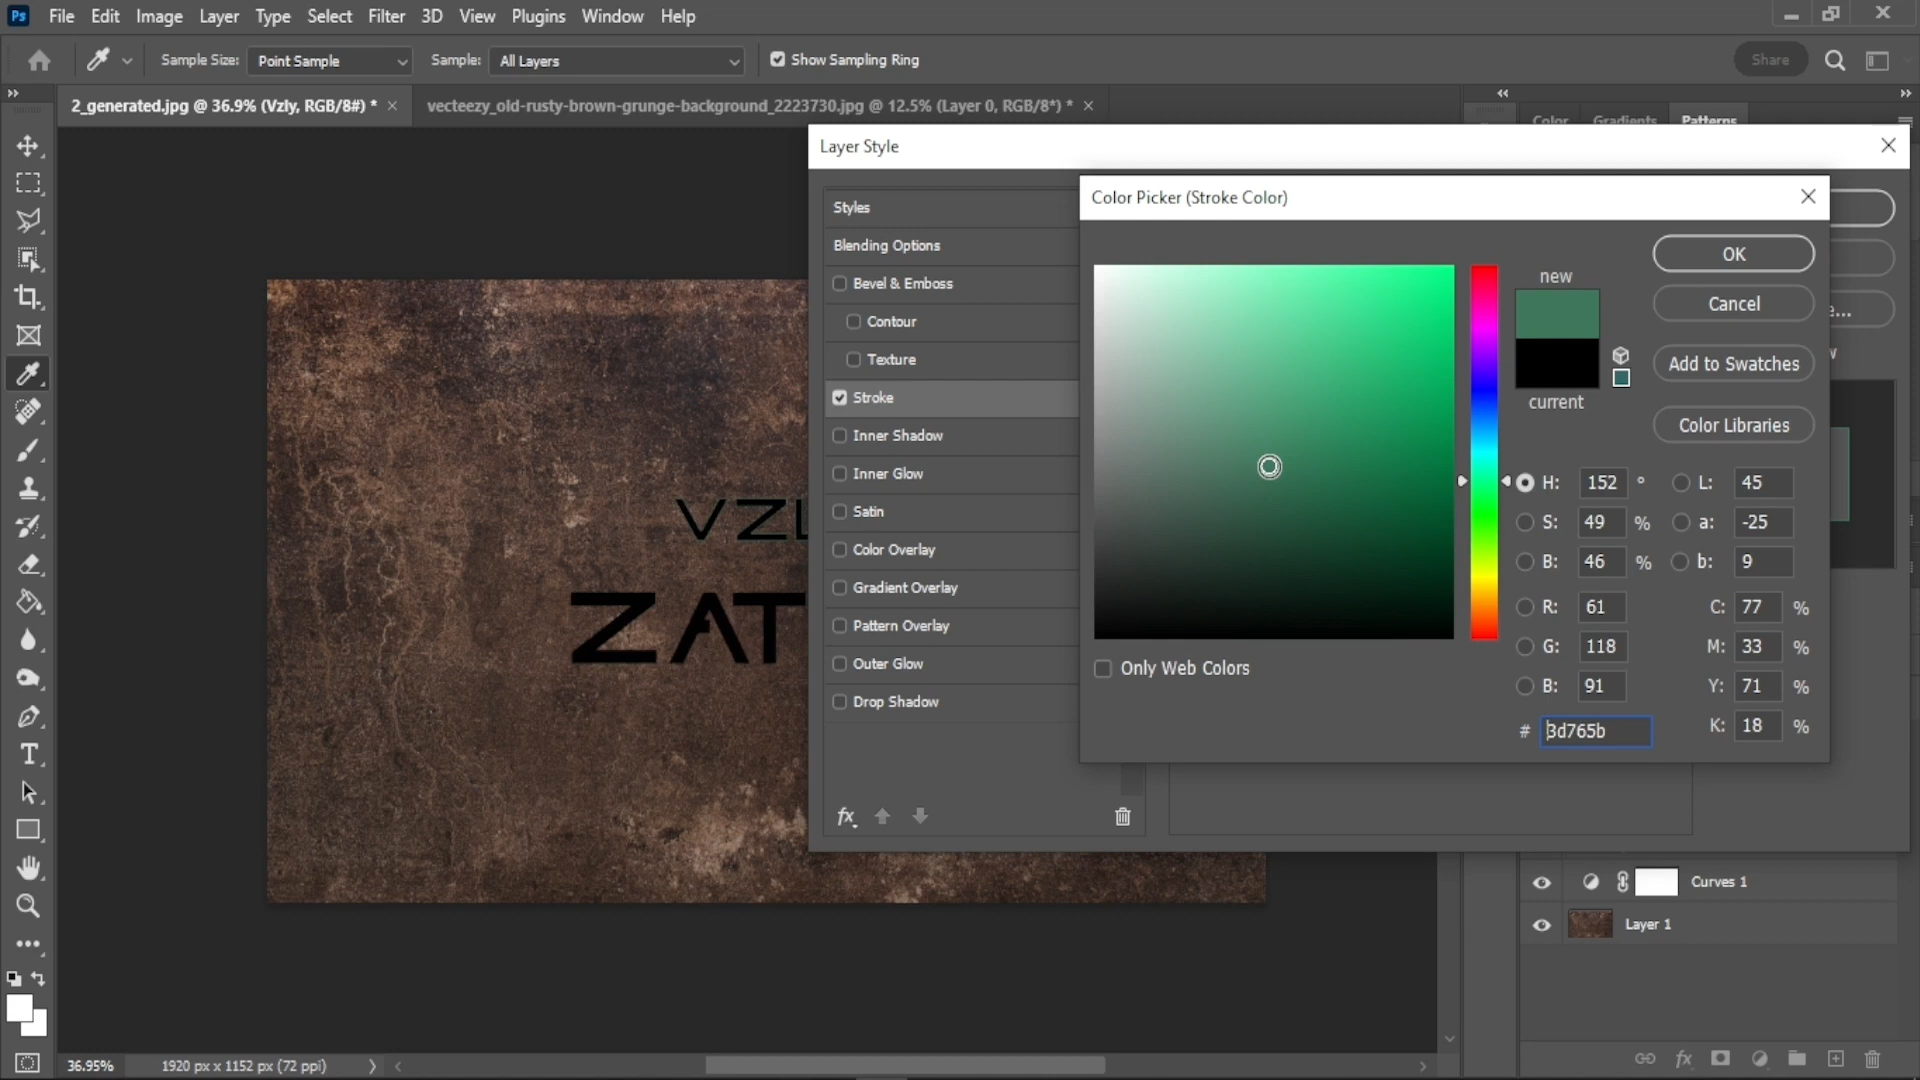 Ps File Edit Image Layer Type Select Filter 3D View Plugins Window Help
Sample Size: Point Sample Sample: All Layers Show Sampling Ring Share
2_generated.jpg @ 36.9% (Vzly, RGB/8#) * × vecteezy_old-rusty-brown-grunge-background_2223730.jpg @ 12.5% (Layer 0, RGB/8*) * ×
Color Gradients Patterns
Layer Style
Color Picker (Stroke Color)
Styles
Blending Options
Bevel & Emboss
Contour
Texture
Stroke
Inner Shadow
Inner Glow
Satin
Color Overlay
Gradient Overlay
Pattern Overlay
Outer Glow
Drop Shadow
fx
new
current
OK
Cancel
Add to Swatches
Color Libraries
H: 152 ° L: 45
S: 49 % a: -25
B: 46 % b: 9
R: 61 C: 77 %
G: 118 M: 33 %
B: 91 Y: 71 %
# 3d765b K: 18 %
Only Web Colors
VZL
ZAT
T
Curves 1
Layer 1
36.95% 1920 px x 1152 px (72 ppi)
fx